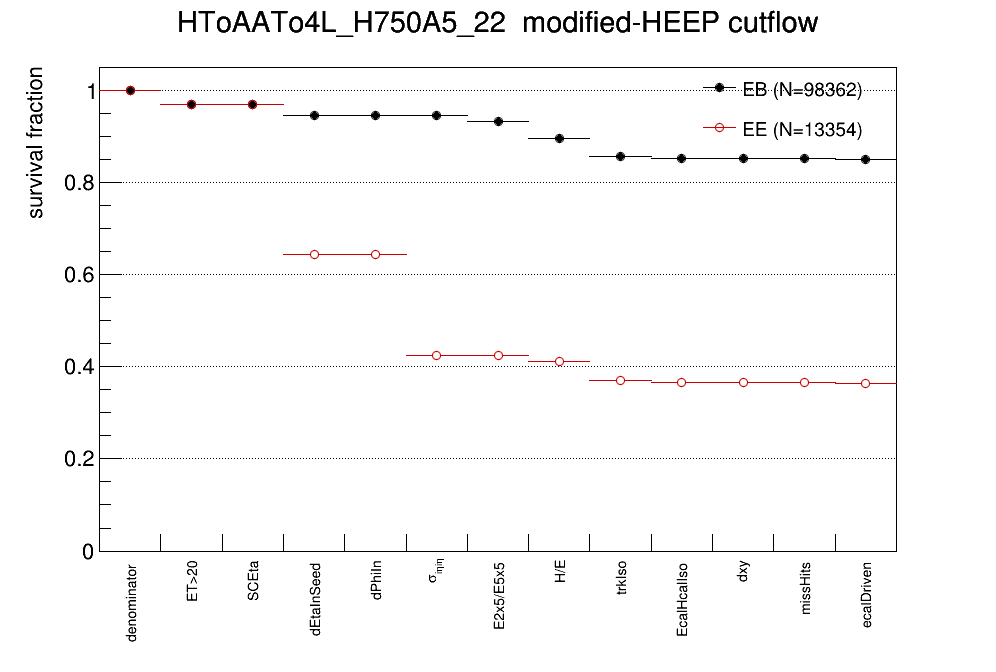 HToAATo4L_H750A5_22 modified-HEEP cutflow
survival fraction
1
0.8
0.6
0.4
0.2
0
EB (N=98362)
EE (N=13354)
denominator
ET>20
SCEta
dEtaInSeed
dPhiIn
σiηiη
E2x5/E5x5
H/E
trkIso
EcalHcalIso
dxy
missHits
ecalDriven